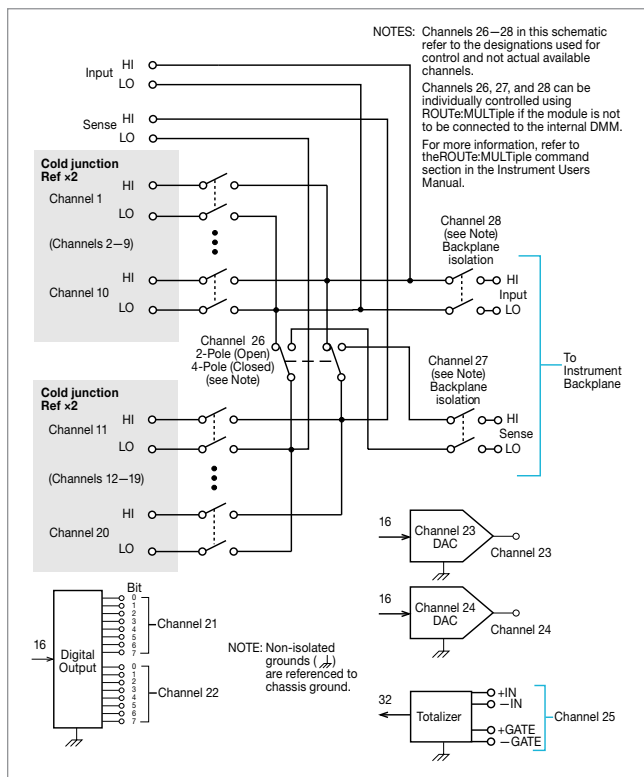 NOTES: Channels 26—28 in this schematic
refer to the designations used for
control and not actual available
channels.
Channels 26, 27, and 28 can be
individually controlled using
ROUTe:MULTiple if the module is not
to be connected to the internal DMM.
For more information, refer to
theROUTe:MULTiple command
section in the Instrument Users
Manual.
Input
HI
LO
Sense
HI
LO
Cold junction
Ref ×2
Channel 1
HI
LO
(Channels 2—9)
Channel 10
HI
LO
Channel 28
(see Note)
Backplane
isolation
HI
Input
LO
Channel 26
2-Pole (Open)
4-Pole (Closed)
(see Note)
Channel 27
(see Note)
Backplane
isolation
HI
Sense
LO
To
Instrument
Backplane
Cold junction
Ref ×2
Channel 11
HI
LO
(Channels 12—19)
Channel 20
HI
LO
16
Channel 23
DAC
Channel 23
16
Channel 24
DAC
Channel 24
16
Digital
Output
Bit
0
1
2
3
4
5
6
7
Channel 21
0
1
2
3
4
5
6
7
Channel 22
NOTE: Non-isolated
grounds ( )
are referenced to
chassis ground.
32
Totalizer
+IN
—IN
+GATE
—GATE
Channel 25